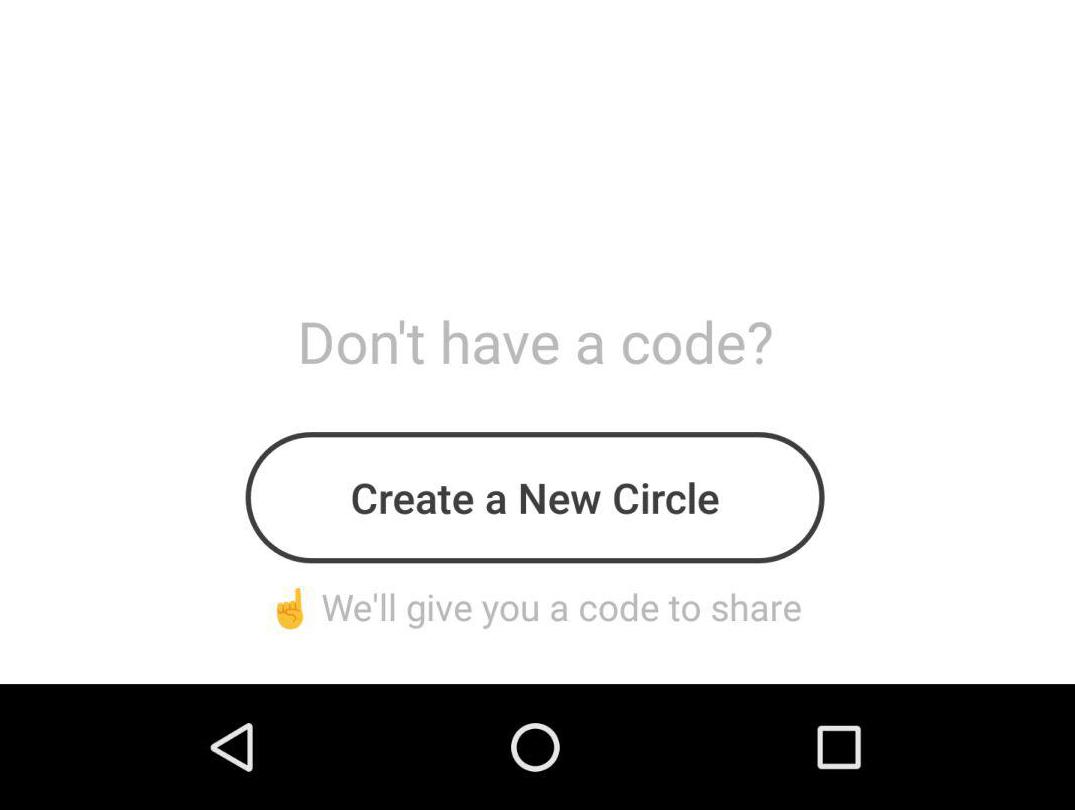 Don't have a code?
Create a New Circle
☝ We'll give you a code to share